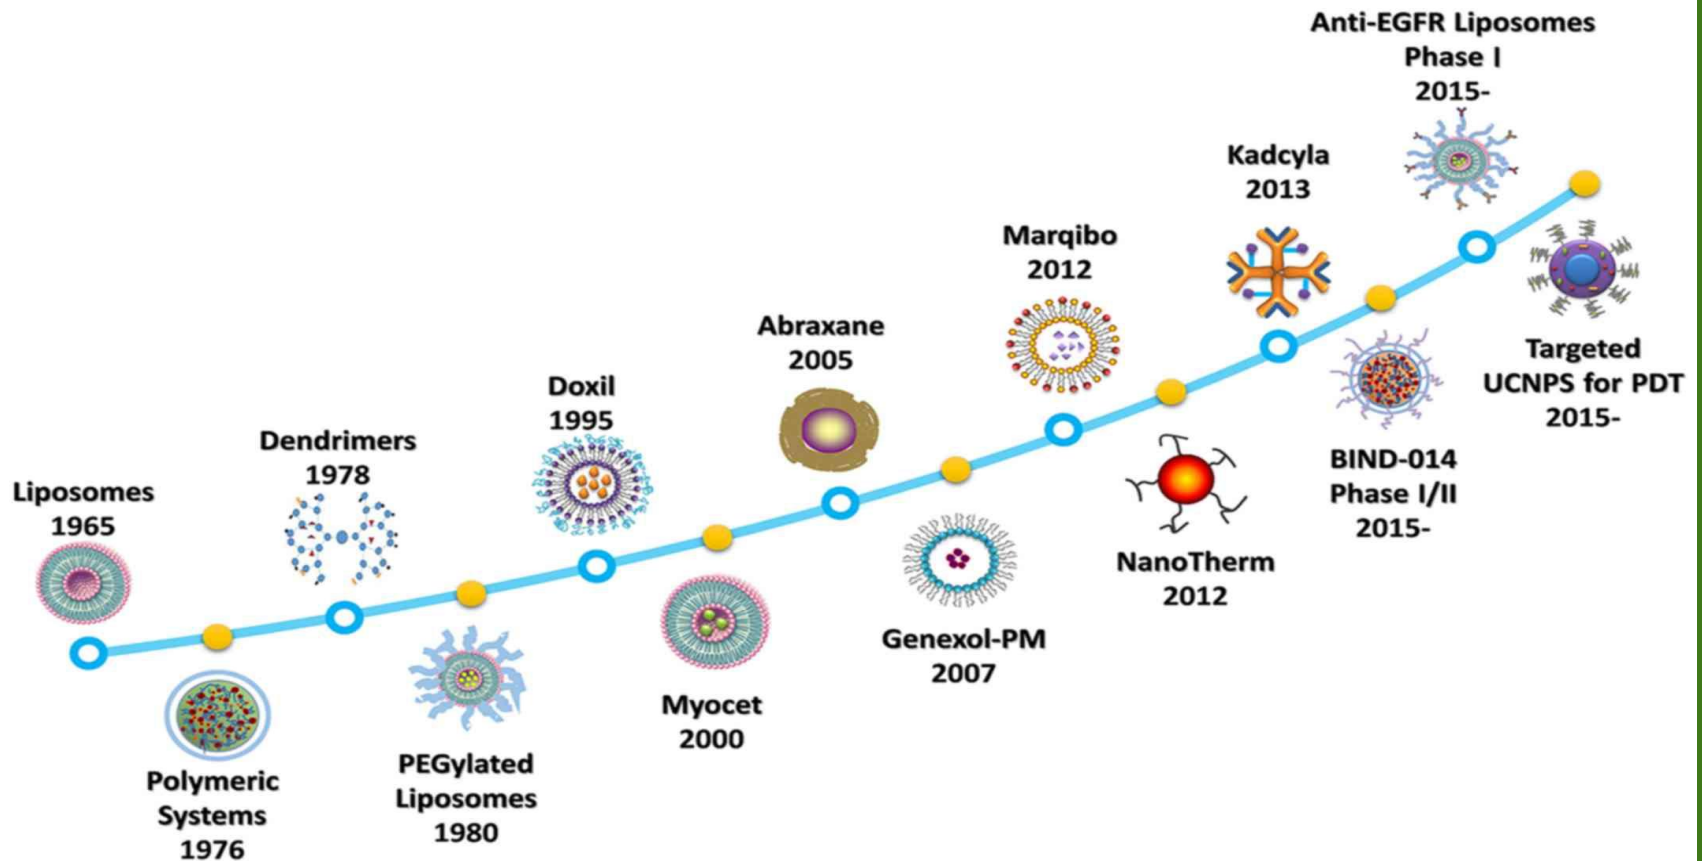 Liposomes
1965
Polymeric
Systems
1976
Dendrimers
1978
PEGylated
Liposomes
1980
Doxil
1995
Myocet
2000
Abraxane
2005
Genexol-PM
2007
Marqibo
2012
NanoTherm
2012
Kadcyla
2013
BIND-014
Phase I/II
2015-
Anti-EGFR Liposomes
Phase I
2015-
Targeted
UCNPS for PDT
2015-